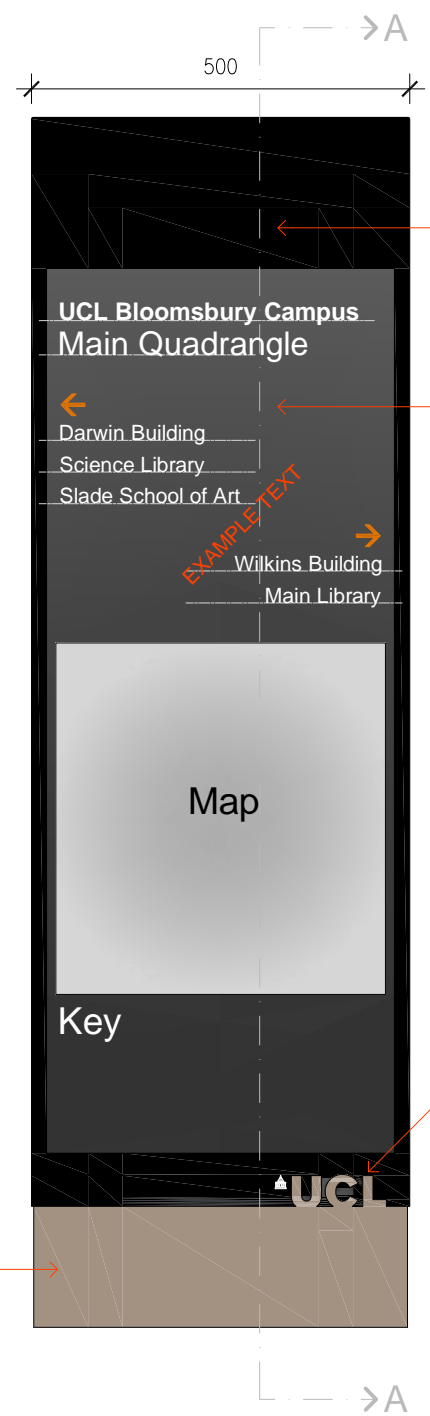 A
500
UCL Bloomsbury Campus
Main Quadrangle
Darwin Building
Science Library
Slade School of Art
EXAMPLE TEXT
Wilkins Building
Main Library
Map
Key
UCL
A